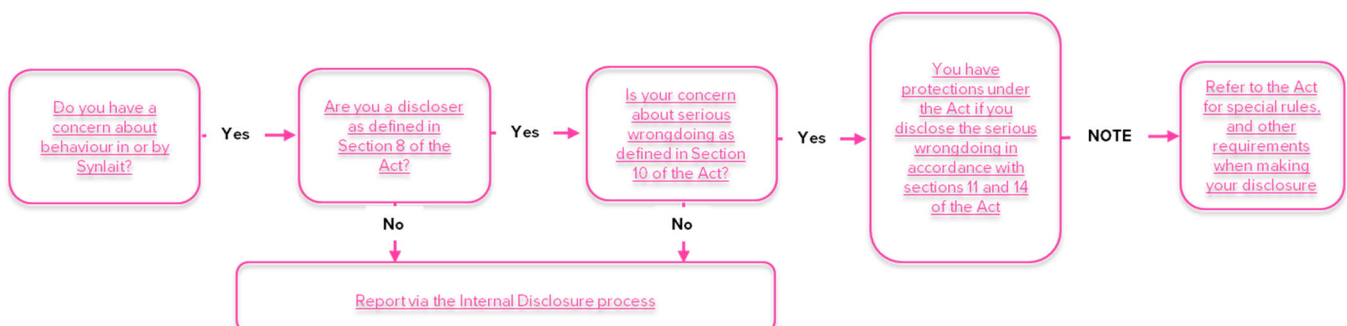 Do you have a
concern about
behaviour in or by
Synlait?
Yes
Are you a discloser
as defined in
Section 8 of the
Act?
Yes
Is your concern
about serious
wrongdoing as
defined in Section
10 of the Act?
Yes
You have
protections under
the Act if you
disclose the serious
wrongdoing in
accordance with
sections 11 and 14
of the Act
NOTE
Refer to the Act
for special rules,
and other
requirements
when making
your disclosure
No
No
Report via the Internal Disclosure process